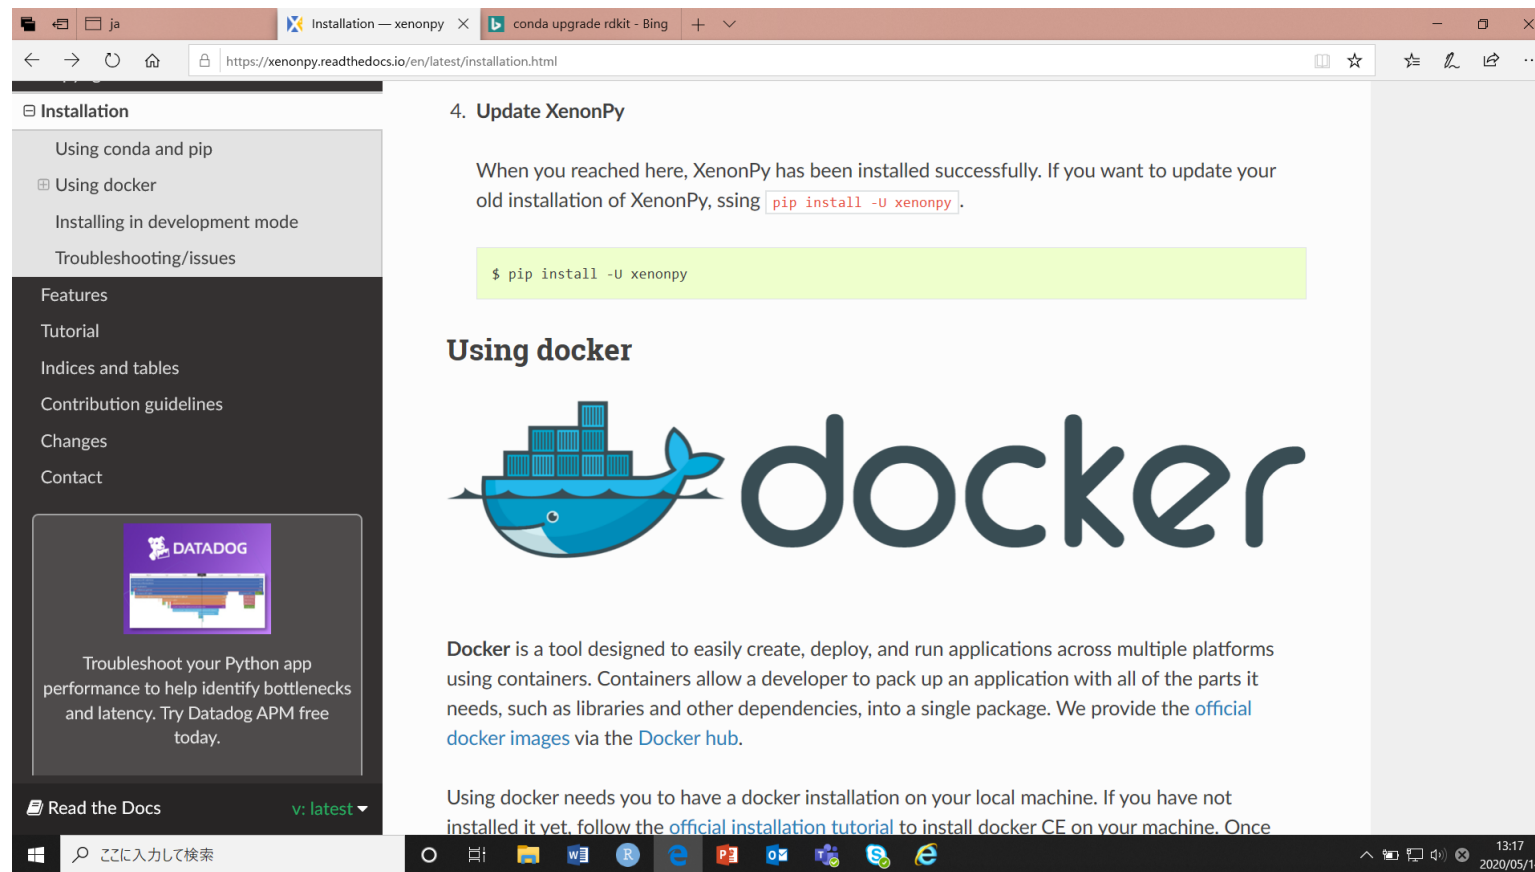 ja
Installation — xenonpy
conda upgrade rdkit - Bing
https://xenonpy.readthedocs.io/en/latest/installation.html
Installation
Using conda and pip
Using docker
Installing in development mode
Troubleshooting/issues
Features
Tutorial
Indices and tables
Contribution guidelines
Changes
Contact
DATADOG
Troubleshoot your Python app
performance to help identify bottlenecks
and latency. Try Datadog APM free
today.
Read the Docs
v: latest
4. Update XenonPy
When you reached here, XenonPy has been installed successfully. If you want to update your
old installation of XenonPy, ssing pip install -U xenonpy.
$ pip install -U xenonpy
Using docker
docker
Docker is a tool designed to easily create, deploy, and run applications across multiple platforms
using containers. Containers allow a developer to pack up an application with all of the parts it
needs, such as libraries and other dependencies, into a single package. We provide the official
docker images via the Docker hub.
Using docker needs you to have a docker installation on your local machine. If you have not
installed it yet, follow the official installation tutorial to install docker CE on your machine. Once
ここに入力して検索
13:17
2020/05/1